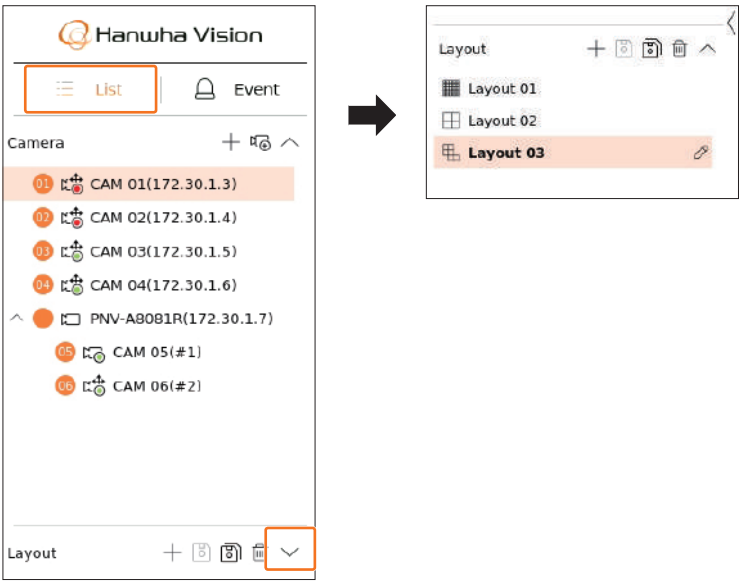 Hanwha Vision
List
Event
Camera
01 CAM 01(172.30.1.3)
02 CAM 02(172.30.1.4)
03 CAM 03(172.30.1.5)
04 CAM 04(172.30.1.6)
PNV-A8081R(172.30.1.7)
05 CAM 05(#1)
06 CAM 06(#2)
Layout
Layout
Layout 01
Layout 02
Layout 03